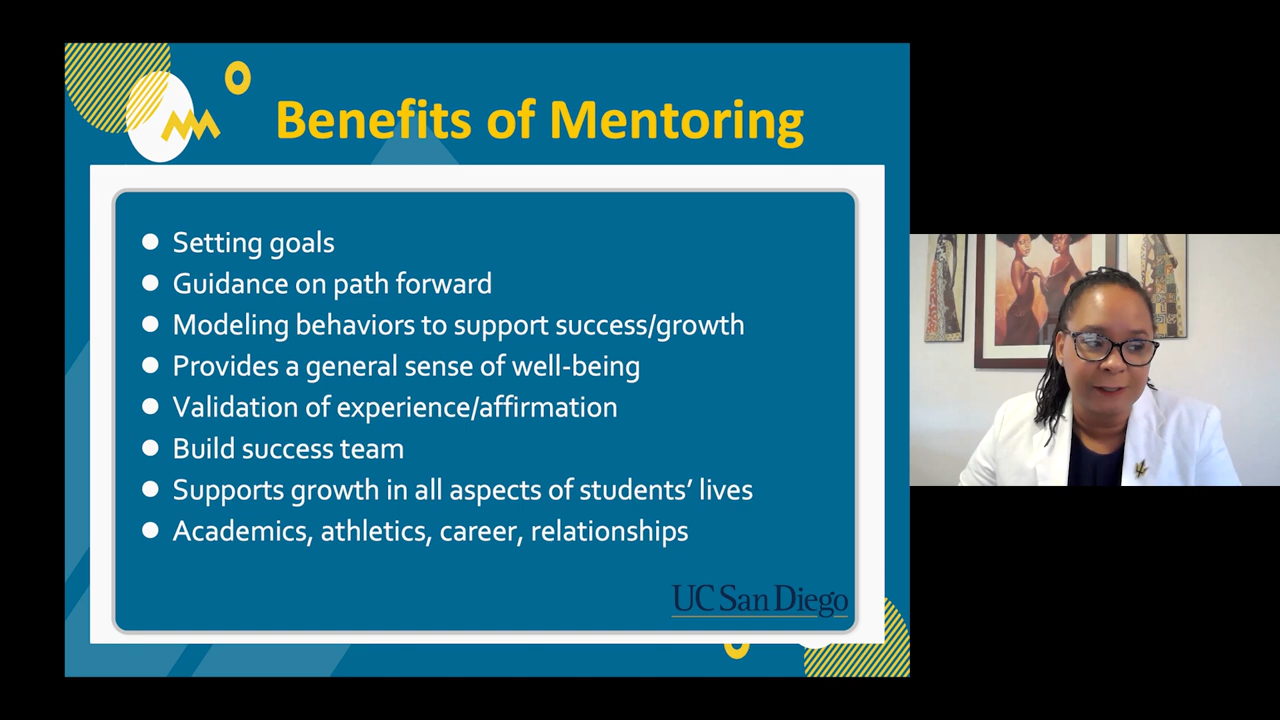 Benefits of Mentoring
Setting goals
Guidance on path forward
Modeling behaviors to support success/growth
Provides a general sense of well-being
Validation of experience/affirmation
Build success team
Supports growth in all aspects of students’ lives
Academics, athletics, career, relationships
UC San Diego